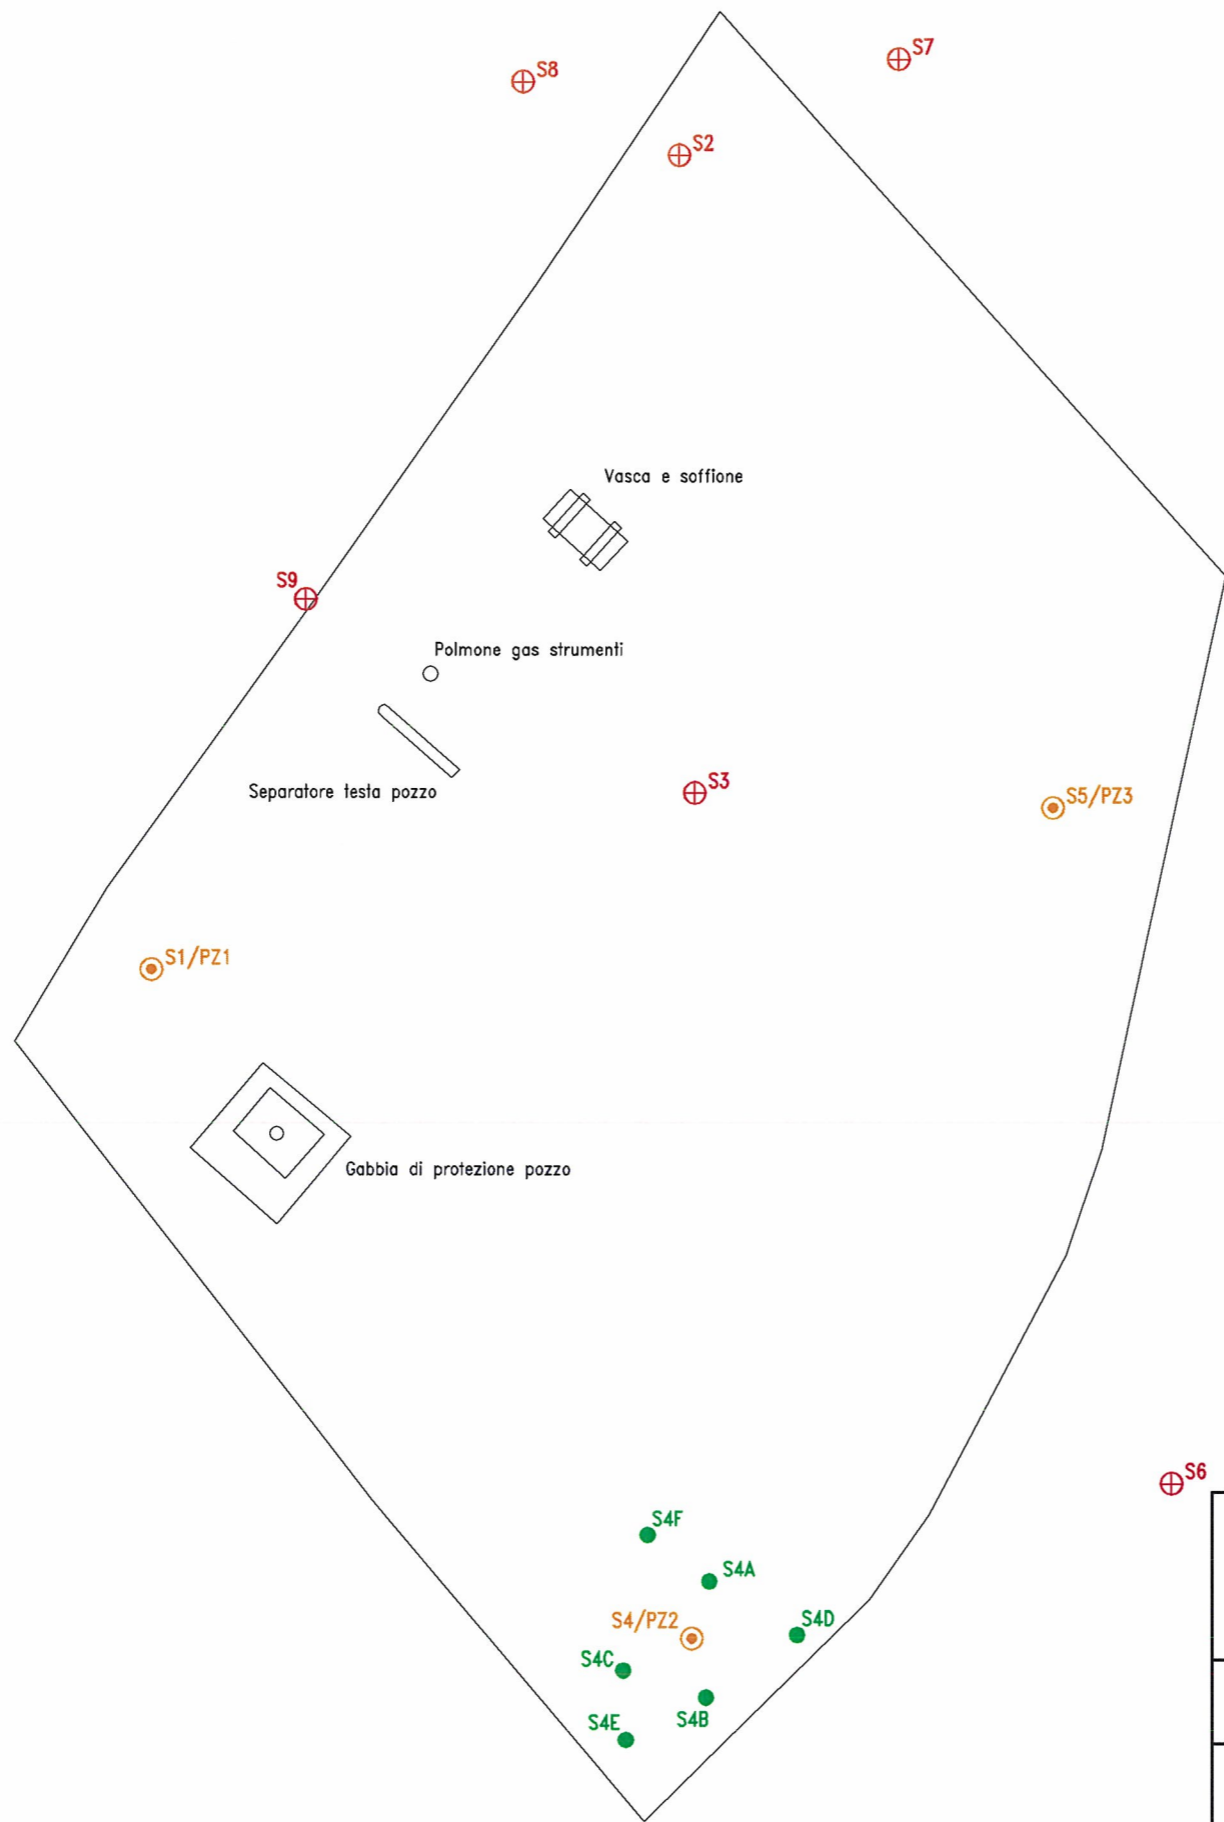 S7
S8
S2
Vasca e soffione
S9
Polmone gas strumenti
S3
Separatore testa pozzo
S5/PZ3
S1/PZ1
Gabbia di protezione pozzo
S6
S4F
S4A
S4/PZ2
S4D
S4C
S4B
S4E